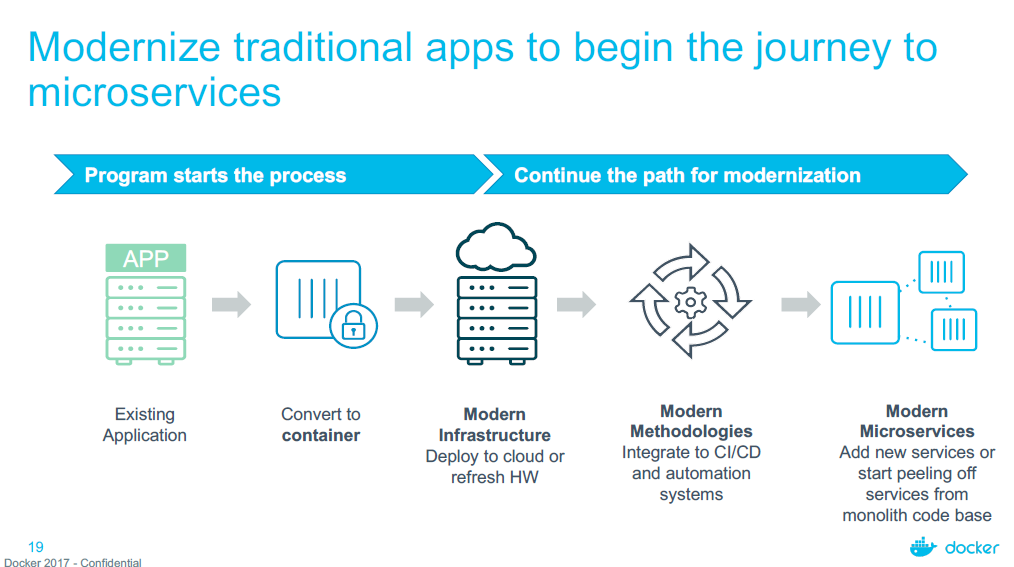 Modernize traditional apps to begin the journey to
microservices
Program starts the process
Continue the path for modernization
APP
Existing
Application
Convert to
container
Modern
Infrastructure
Deploy to cloud or
refresh HW
Modern
Methodologies
Integrate to CI/CD
and automation
systems
Modern
Microservices
Add new services or
start peeling off
services from
monolith code base
19
Docker 2017 - Confidential
docker